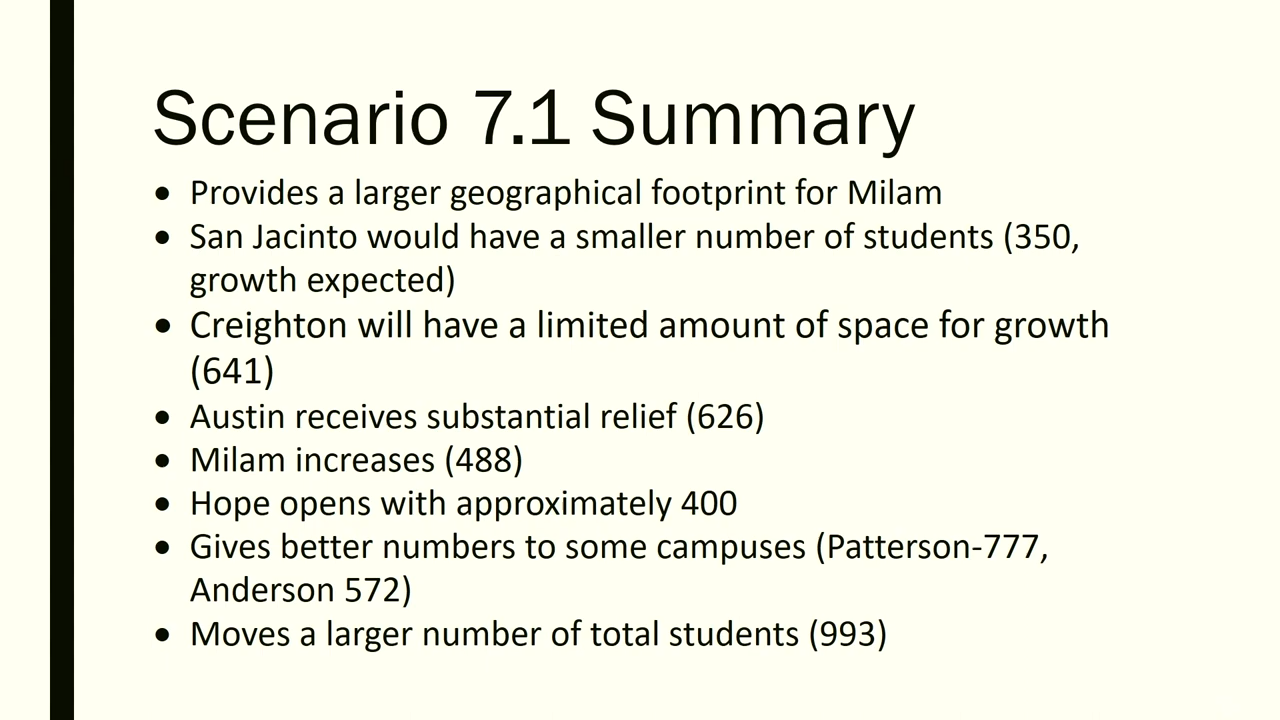 Scenario 7.1 Summary
• Provides a larger geographical footprint for Milam
• San Jacinto would have a smaller number of students (350,
growth expected)
• Creighton will have a limited amount of space for growth
(641)
• Austin receives substantial relief (626)
• Milam increases (488)
• Hope opens with approximately 400
• Gives better numbers to some campuses (Patterson-777,
Anderson 572)
• Moves a larger number of total students (993)